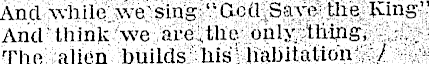 And while we sing "God Save the King"
And think we are the only thing,
The alien builds his habitation